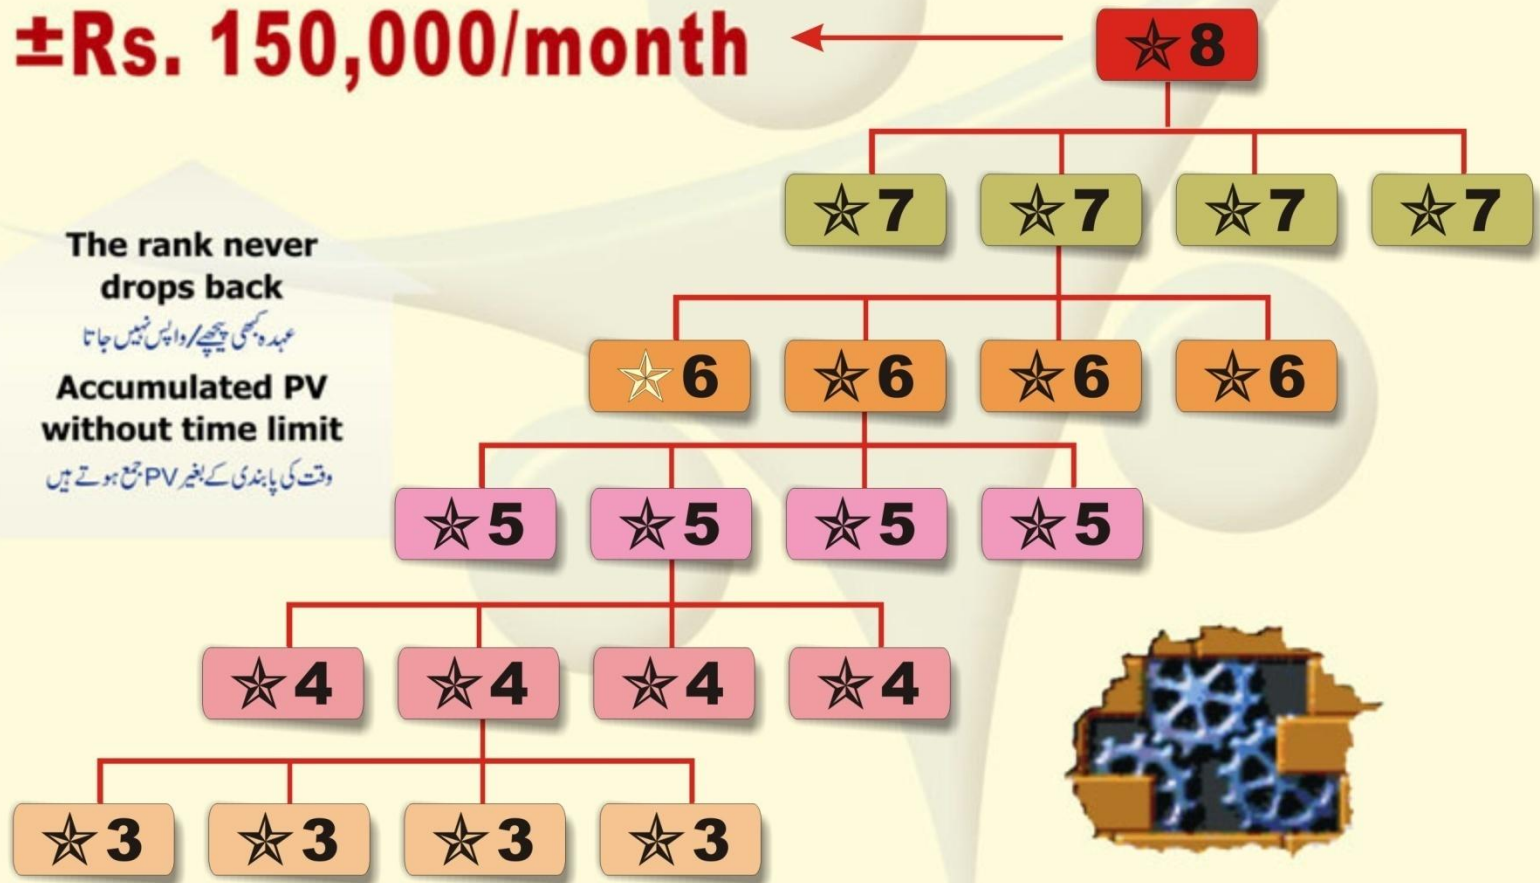 ±Rs. 150,000/month
8
7 7 7 7
The rank never
drops back
عہدہ کبھی پیچھے/واپس نہیں جاتا
Accumulated PV
without time limit
وقت کی پابندی کے بغیر PV جمع ہوتے ہیں
6 6 6 6
5 5 5 5
4 4 4 4
3 3 3 3